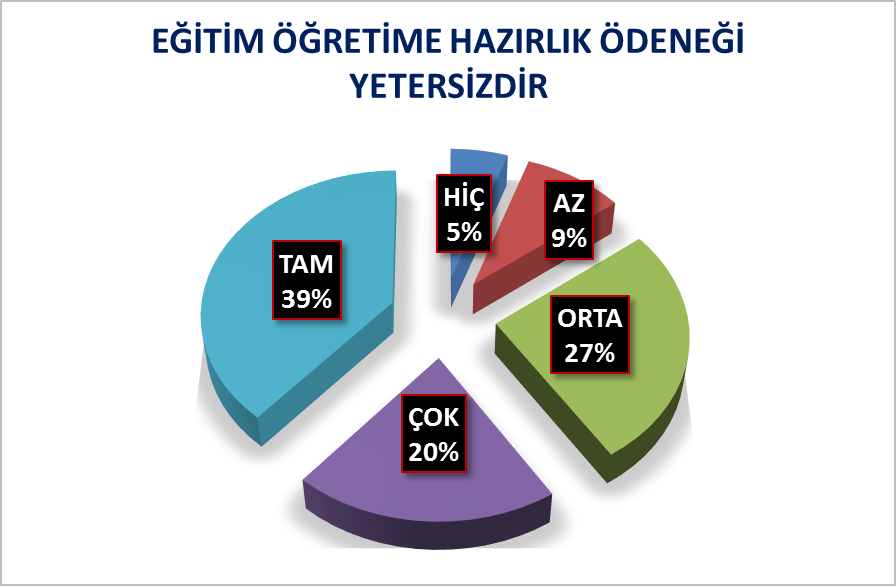 EĞİTİM ÖĞRETİME HAZIRLIK ÖDENEĞİ
YETERSİZDİR
HİÇ
5%
AZ
9%
ORTA
27%
ÇOK
20%
TAM
39%